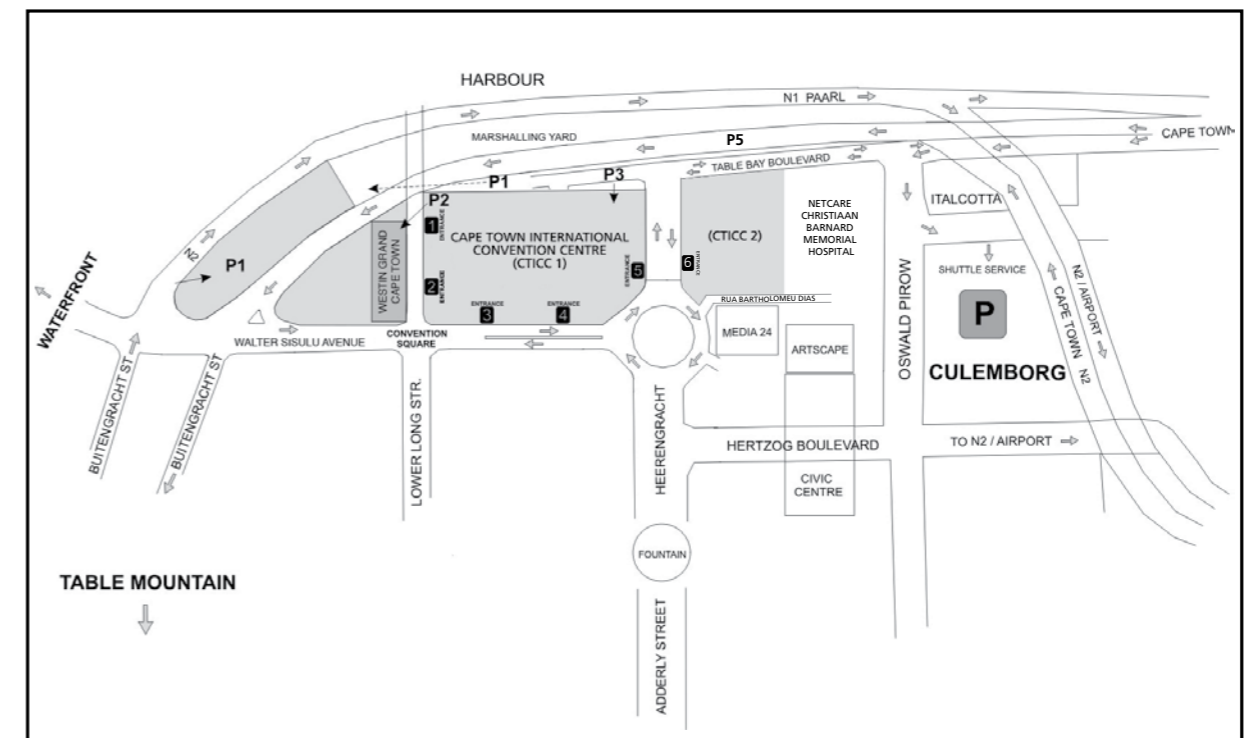 HARBOUR
N1 PAARL
MARSHALLING YARD
P5
CAPE TOWN
TABLE BAY BOULEVARD
P1
P3
P2
ITALCOTTA
NETCARE
CHRISTIAAN
BARNARD
MEMORIAL
HOSPITAL
1
ENTRANCE
CAPE TOWN INTERNATIONAL
CONVENTION CENTRE
(CTICC 1)
(CTICC 2)
WESTIN GRAND
CAPE TOWN
N2
P1
5
ENTRANCE
6
ENTRANCE
SHUTTLE SERVICE
P
CULEMBORG
2
ENTRANCE
ENTRANCE
3
ENTRANCE
4
RUA BARTHOLOMEU DIAS
WATERFRONT
WALTER SISULU AVENUE
CONVENTION
SQUARE
MEDIA 24
ARTSCAPE
OSWALD PIROW
N2 / AIRPORT
CAPE TOWN
N2
BUITENGRACHT ST
BUITENGRACHT ST
LOWER LONG STR.
HEERENGRACHT
HERTZOG BOULEVARD
TO N2 / AIRPORT
CIVIC
CENTRE
FOUNTAIN
TABLE MOUNTAIN
ADDERLY STREET